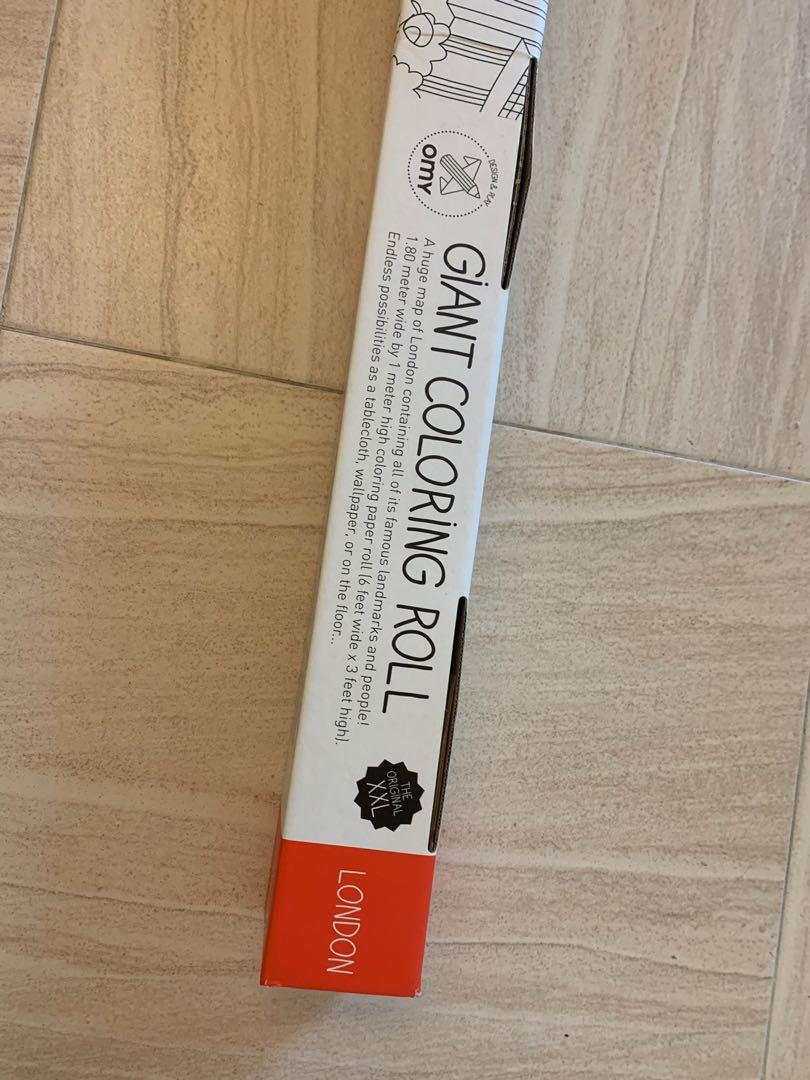 DESIGN & PLAY
OMY
GIANT COLORING ROLL
A huge map of London containing all of its famous landmarks and people!
1.80 meter wide by 1 meter high coloring paper roll (6 feet wide x 3 feet high).
Endless possibilities as a tablecloth, wallpaper, or on the floor...
THE
ORIGINAL
XXL
LONDON